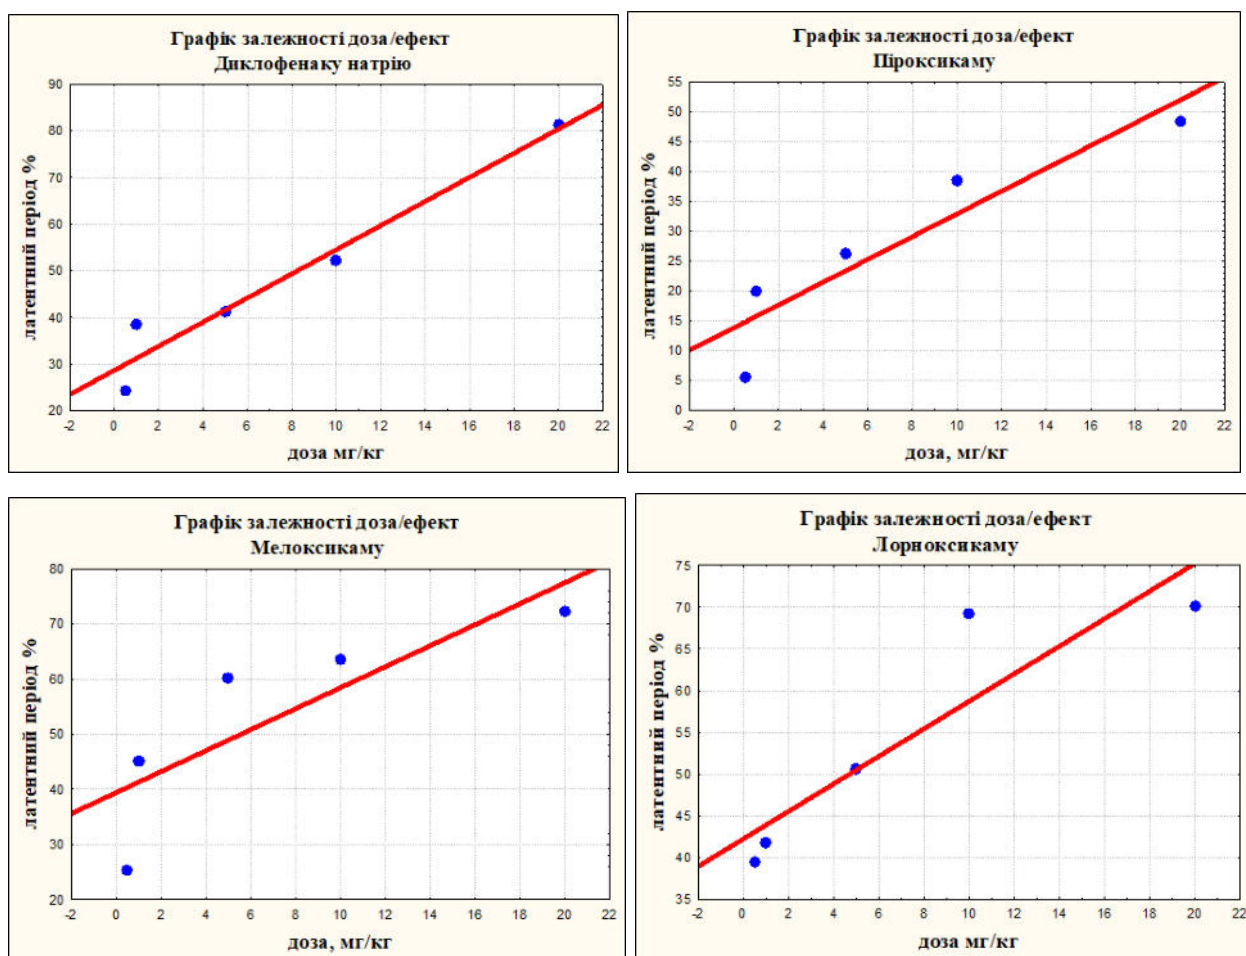 Графік залежності доза/ефект
Диклофенаку натрію
90
80
70
60
50
40
30
20
латентний період %
-2 0 2 4 6 8 10 12 14 16 18 20 22
доза мг/кг
Графік залежності доза/ефект
Піроксикаму
55
50
45
40
35
30
25
20
15
10
5
0
латентний період %
-2 0 2 4 6 8 10 12 14 16 18 20 22
доза, мг/кг
Графік залежності доза/ефект
Мелоксикаму
80
70
60
50
40
30
20
латентний період %
-2 0 2 4 6 8 10 12 14 16 18 20 22
доза, мг/кг
Графік залежності доза/ефект
Лорноксикаму
75
70
65
60
55
50
45
40
35
латентний період %
-2 0 2 4 6 8 10 12 14 16 18 20 22
доза мг/кг